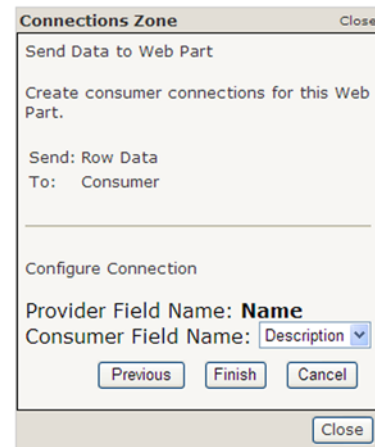 Connections Zone Close
Send Data to Web Part
Create consumer connections for this Web
Part.
Send: Row Data
To: Consumer
Configure Connection
Provider Field Name: Name
Consumer Field Name: Description
Previous Finish Cancel
Close